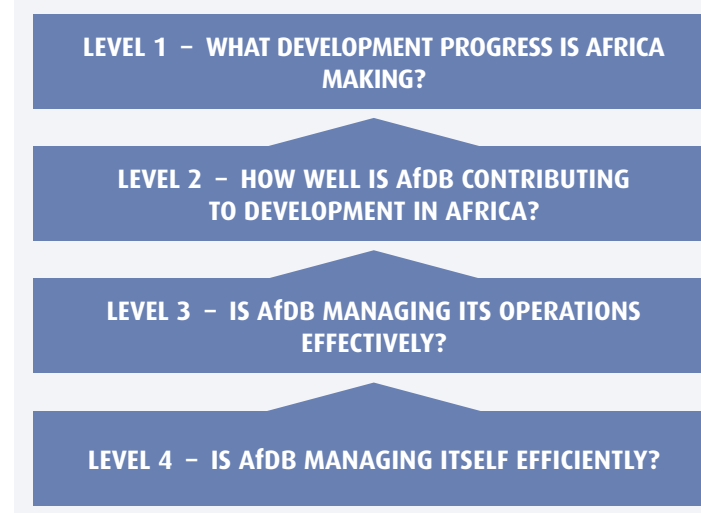 LEVEL 1 – WHAT DEVELOPMENT PROGRESS IS AFRICA
MAKING?
LEVEL 2 – HOW WELL IS AfDB CONTRIBUTING
TO DEVELOPMENT IN AFRICA?
LEVEL 3 – IS AfDB MANAGING ITS OPERATIONS
EFFECTIVELY?
LEVEL 4 – IS AfDB MANAGING ITSELF EFFICIENTLY?